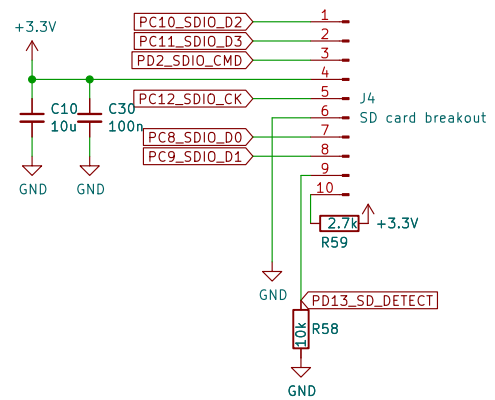 +3.3V
PC10_SDIO_D2 1
PC11_SDIO_D3 2
PD2_SDIO_CMD 3
4
C10 10u
C30 100n
PC12_SDIO_CK 5
J4
SD card breakout
6
PC8_SDIO_D0 7
PC9_SDIO_D1 8
9
GND
GND
10
2.7k
+3.3V
R59
GND
PD13_SD_DETECT
10k
R58
GND